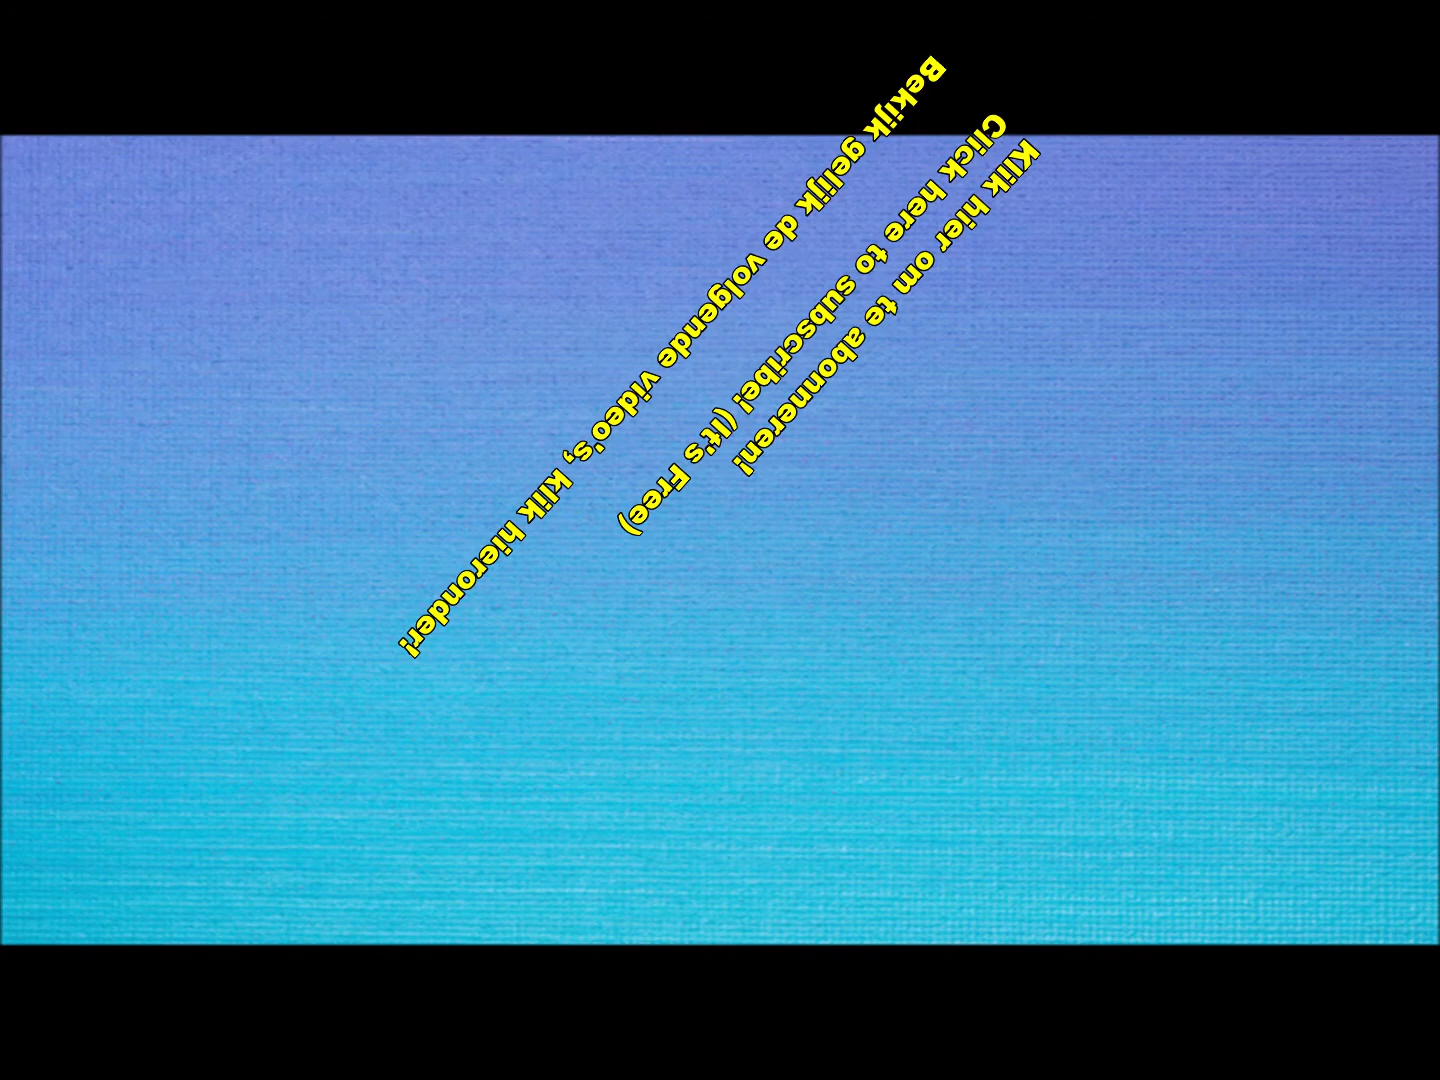 Klik hier om te abonneren!
Click here to subscribe! (It's Free)
Bekijk gelijk de volgende video's, klik hieronder!